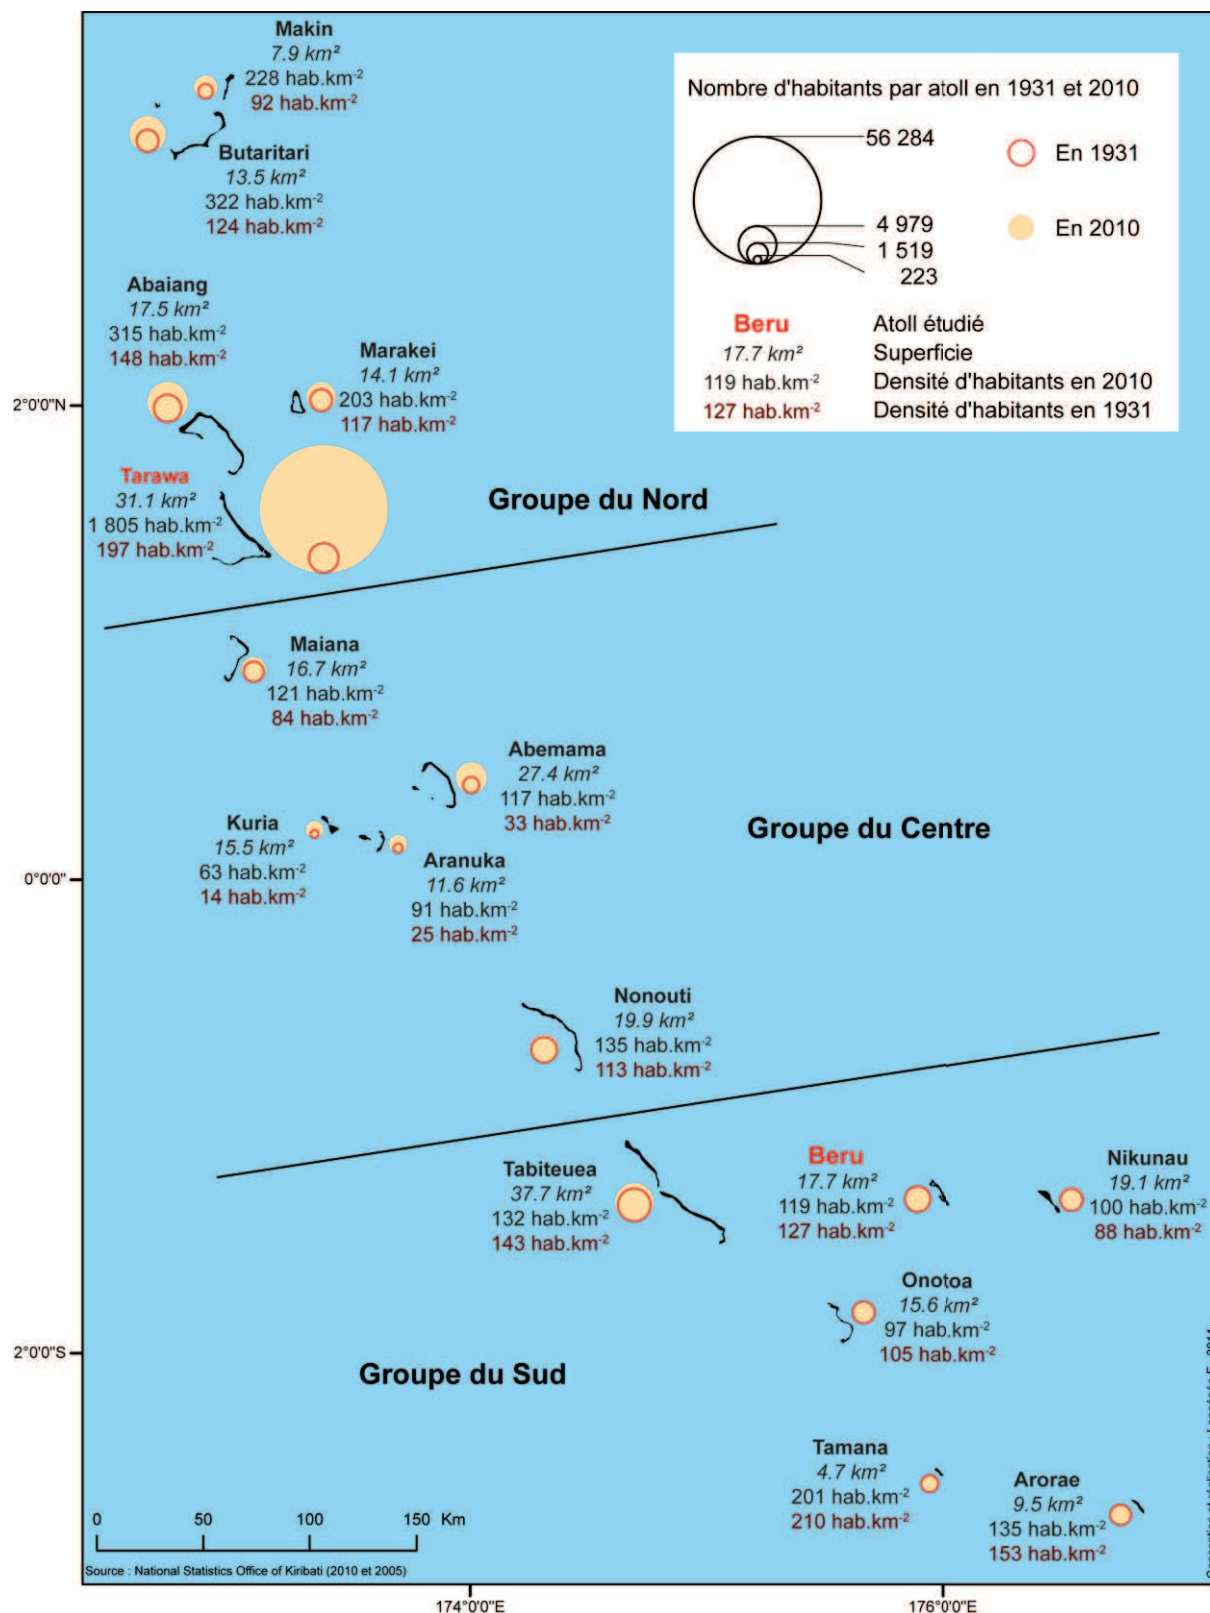 Makin
7.9 km²
228 hab.km⁻²
92 hab.km⁻²
Butaritari
13.5 km²
322 hab.km⁻²
124 hab.km⁻²
Nombre d'habitants par atoll en 1931 et 2010
56 284
4 979
1 519
223
En 1931
En 2010
Beru Atoll étudié
17.7 km² Superficie
119 hab.km⁻² Densité d'habitants en 2010
127 hab.km⁻² Densité d'habitants en 1931
Abaiang
17.5 km²
315 hab.km⁻²
148 hab.km⁻²
Marakei
14.1 km²
203 hab.km⁻²
117 hab.km⁻²
2°0'0"N
Tarawa
31.1 km²
1 805 hab.km⁻²
197 hab.km⁻²
Groupe du Nord
Maiana
16.7 km²
121 hab.km⁻²
84 hab.km⁻²
Abemama
27.4 km²
117 hab.km⁻²
33 hab.km⁻²
Kuria
15.5 km²
63 hab.km⁻²
14 hab.km⁻²
Groupe du Centre
Aranuka
11.6 km²
91 hab.km⁻²
25 hab.km⁻²
0°0'0"
Nonouti
19.9 km²
135 hab.km⁻²
113 hab.km⁻²
Tabiteuea
37.7 km²
132 hab.km⁻²
143 hab.km⁻²
Beru
17.7 km²
119 hab.km⁻²
127 hab.km⁻²
Nikunau
19.1 km²
100 hab.km⁻²
88 hab.km⁻²
Onotoa
15.6 km²
97 hab.km⁻²
105 hab.km⁻²
2°0'0"S
Groupe du Sud
Tamana
4.7 km²
201 hab.km⁻²
210 hab.km⁻²
Arorae
9.5 km²
135 hab.km⁻²
153 hab.km⁻²
0 50 100 150 Km
Source : National Statistics Office of Kiribati (2010 et 2005)
174°0'0"E
176°0'0"E